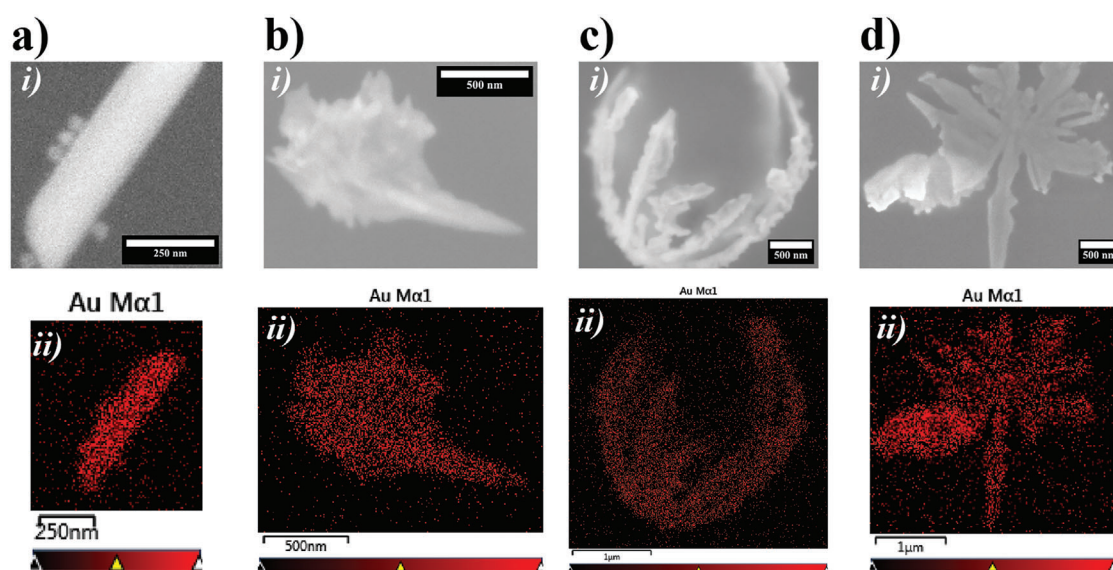 a)
i)
250 nm
b)
i)
500 nm
c)
i)
500 nm
d)
i)
500 nm
Au Mα1
ii)
250nm
Au Mα1
ii)
500nm
Au Mα1
ii)
1μm
Au Mα1
ii)
1μm